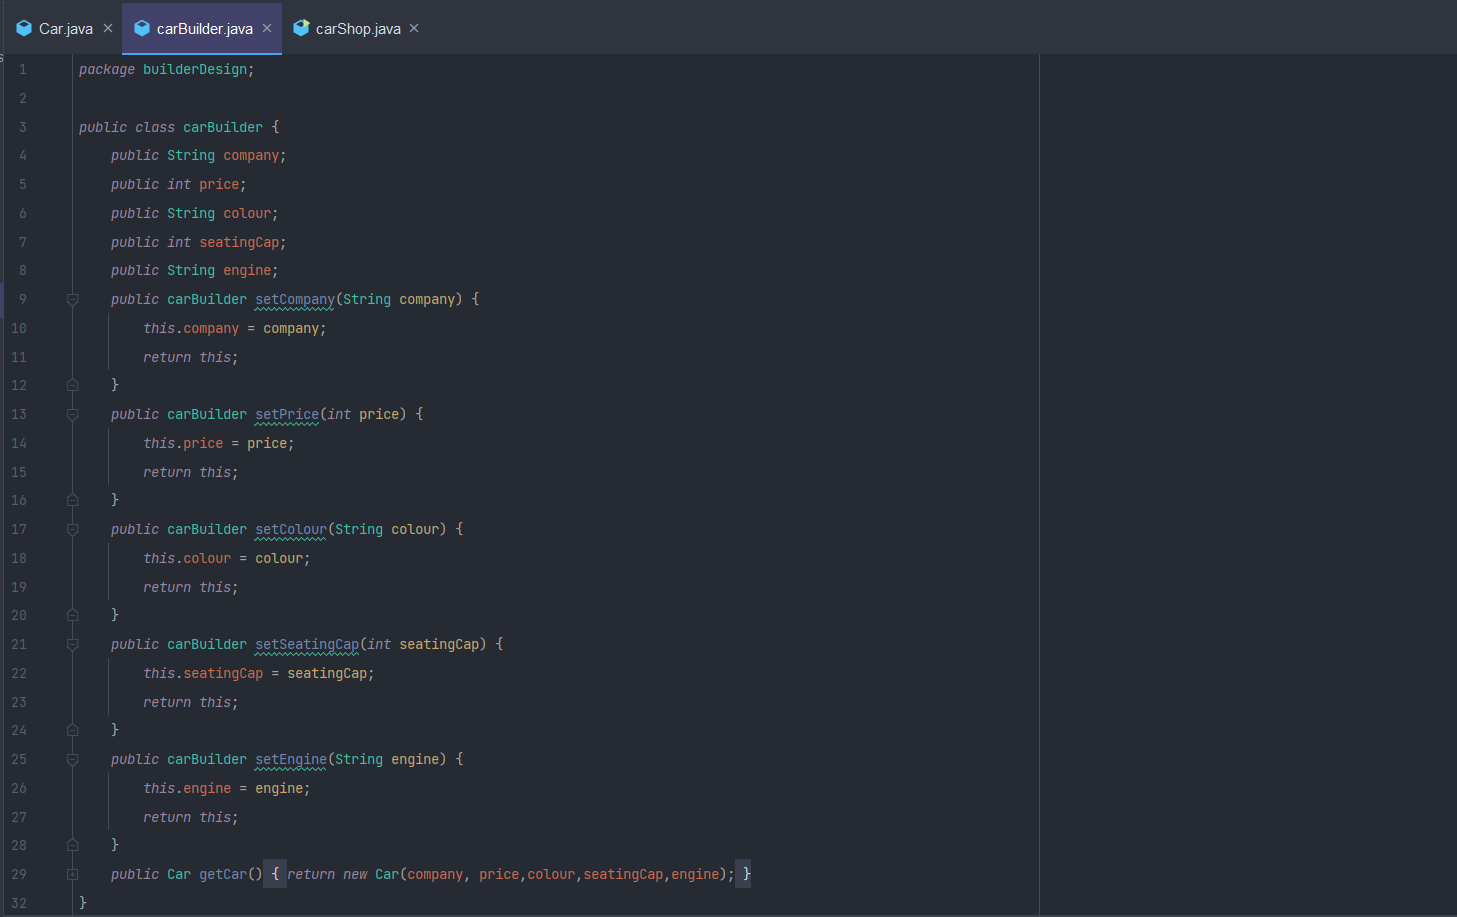 Car.java × carBuilder.java × carShop.java ×
s
1 package builderDesign;
2
3 public class carBuilder {
4 public String company;
5 public int price;
6 public String colour;
7 public int seatingCap;
8 public String engine;
9 public carBuilder setCompany(String company) {
10 this.company = company;
11 return this;
12 }
13 public carBuilder setPrice(int price) {
14 this.price = price;
15 return this;
16 }
17 public carBuilder setColour(String colour) {
18 this.colour = colour;
19 return this;
20 }
21 public carBuilder setSeatingCap(int seatingCap) {
22 this.seatingCap = seatingCap;
23 return this;
24 }
25 public carBuilder setEngine(String engine) {
26 this.engine = engine;
27 return this;
28 }
29 public Car getCar() { return new Car(company, price,colour,seatingCap,engine); }
32 }